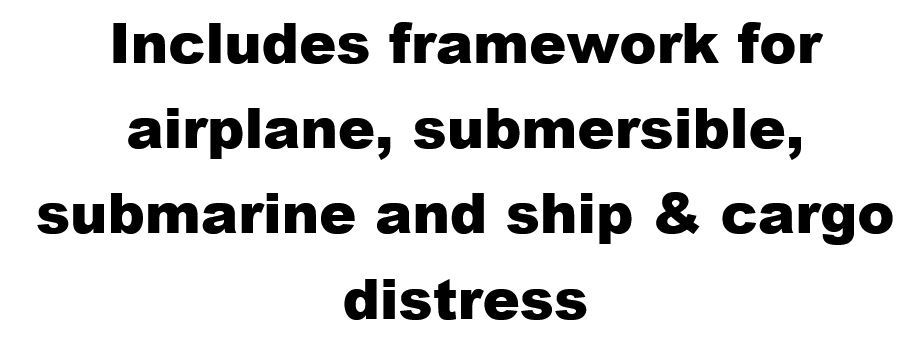 Includes framework for
airplane, submersible,
submarine and ship & cargo
distress